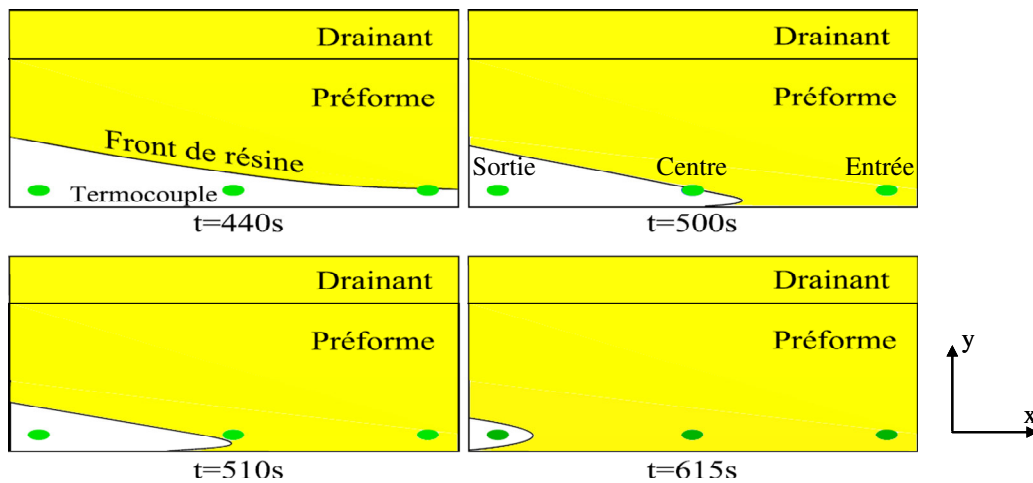 Drainant
Préforme
Front de résine
Termocouple
t=440s
Drainant
Préforme
Sortie Centre Entrée
t=500s
Drainant
Préforme
t=510s
Drainant
Préforme
t=615s
y
x